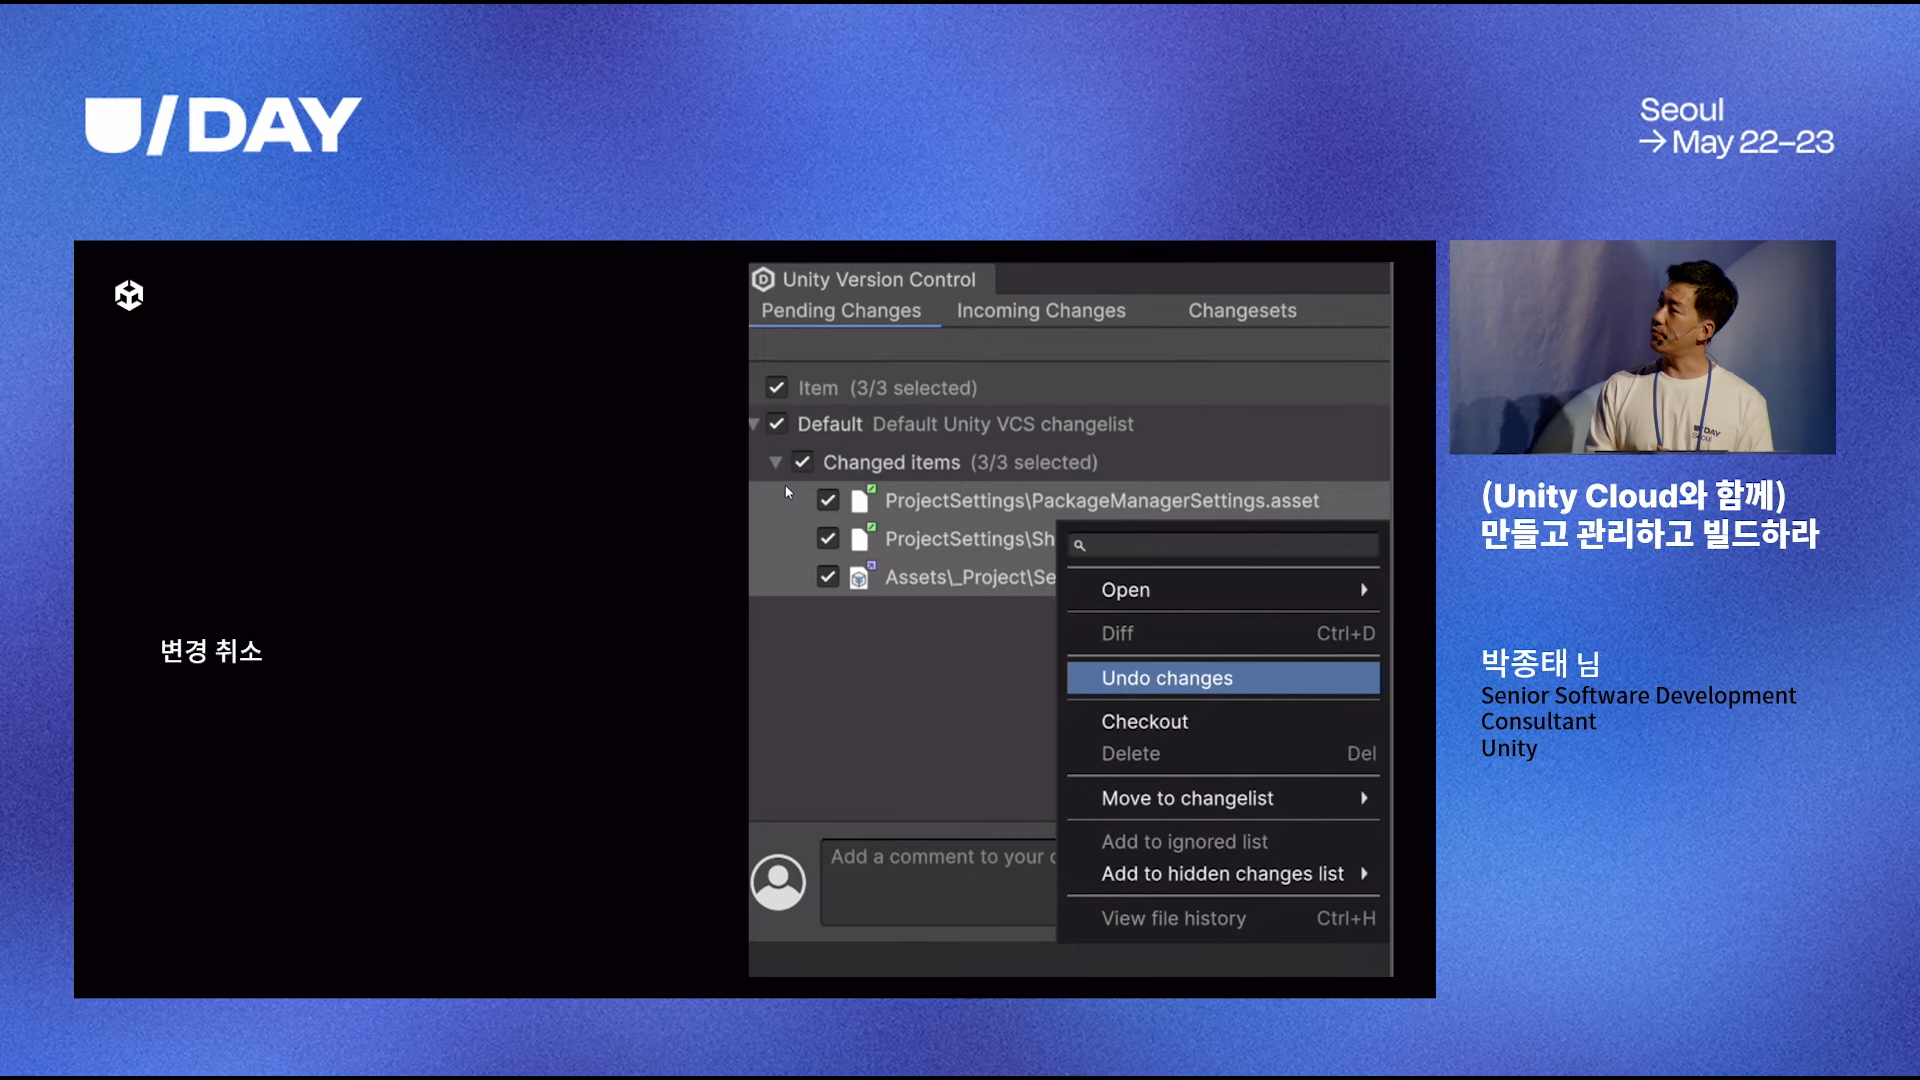 U/DAY
Seoul
→ May 22–23
Unity Version Control
Pending Changes Incoming Changes Changesets
Item (3/3 selected)
Default Default Unity VCS changelist
Changed items (3/3 selected)
ProjectSettings\PackageManagerSettings.asset
ProjectSettings\Sh
Assets\_Project\Se
Open
Diff Ctrl+D
Undo changes
Checkout
Delete Del
Move to changelist
Add to ignored list
Add to hidden changes list
View file history Ctrl+H
Add a comment to your c
변경 취소
U/DAY
Seoul
(Unity Cloud와 함께)
만들고 관리하고 빌드하라
박종태 님
Senior Software Development
Consultant
Unity